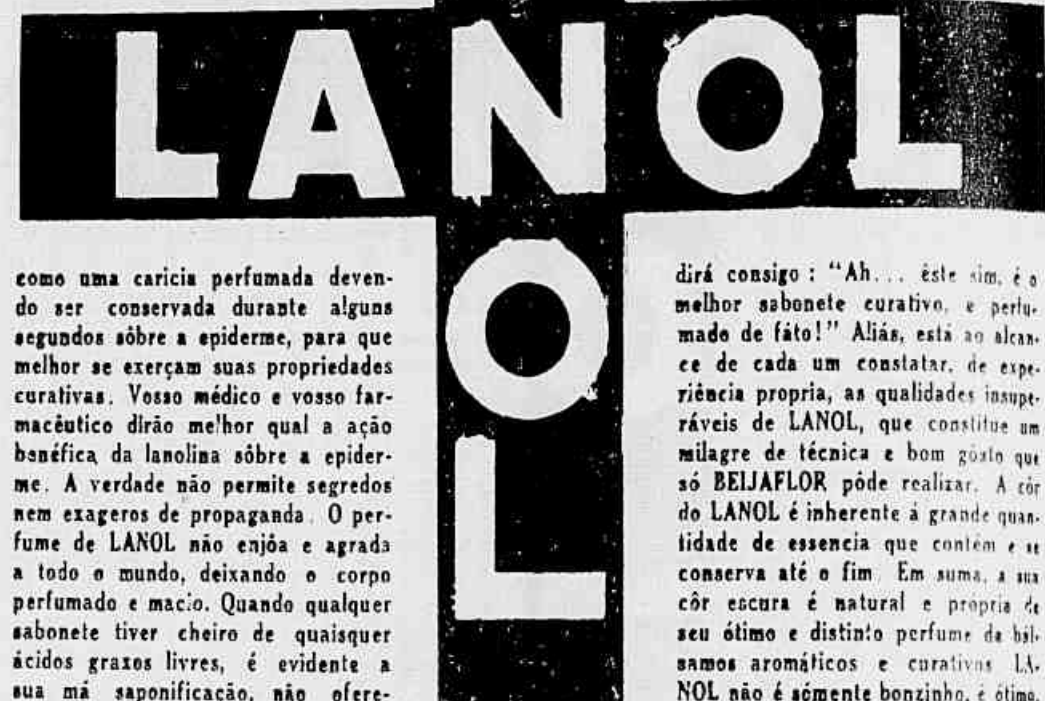 LANOL
O
L
como uma caricia perfumada deven-
do ser conservada durante alguns
segundos sôbre a epiderme, para que
melhor se exerçam suas propriedades
curativas. Vosso médico e vosso far-
macêutico dirão melhor qual a ação
benéfica da lanolina sôbre a epider-
me. A verdade não permite segredos
nem exageros de propaganda. O per-
fume de LANOL não enjôa e agrada
a todo o mundo, deixando o corpo
perfumado e macio. Quando qualquer
sabonete tiver cheiro de quaisquer
ácidos graxos livres, é evidente a
sua má saponificação, não ofere-
dirá consigo : “Ah... êste sim, é o
melhor sabonete curativo, e perfu-
mado de fáto!” Aliás, está ao alcan-
ce de cada um constatar, de expe-
riência propria, as qualidades insupe-
ráveis de LANOL, que constitue um
milagre de técnica e bom gôsto que
só BEIJAFLOR póde realizar. A côr
do LANOL é inherente á grande quan-
tidade de essencia que contém e se
conserva até o fim Em suma, a sua
côr escura é natural e propria de
seu ótimo e distinto perfume de bál-
samos aromáticos e curativos LA-
NOL não é sómente bonzinho, é ótimo,